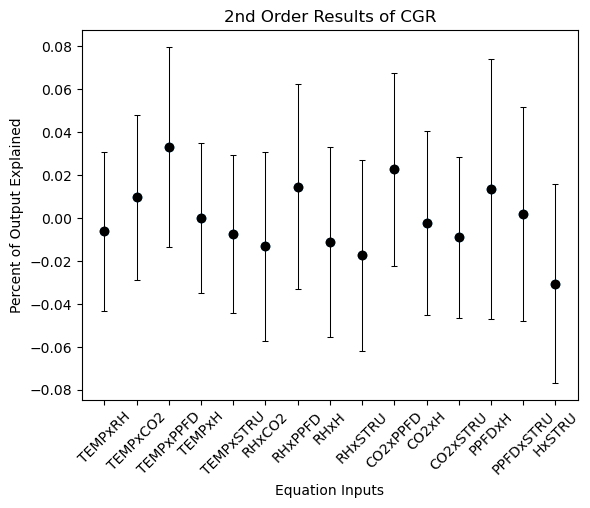 2nd Order Results of CGR
Percent of Output Explained
0.08
0.06
0.04
0.02
0.00
−0.02
−0.04
−0.06
−0.08
TEMPxRH
TEMPxCO2
TEMPxPPFD
TEMPxH
TEMPxSTRU
RHxCO2
RHxPPFD
RHxH
RHxSTRU
CO2xPPFD
CO2xH
CO2xSTRU
PPFDxH
PPFDxSTRU
HxSTRU
Equation Inputs